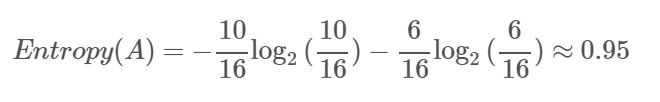 Entropy(A) = −10/16 log₂ (10/16) − 6/16 log₂ (6/16) ≈ 0.95